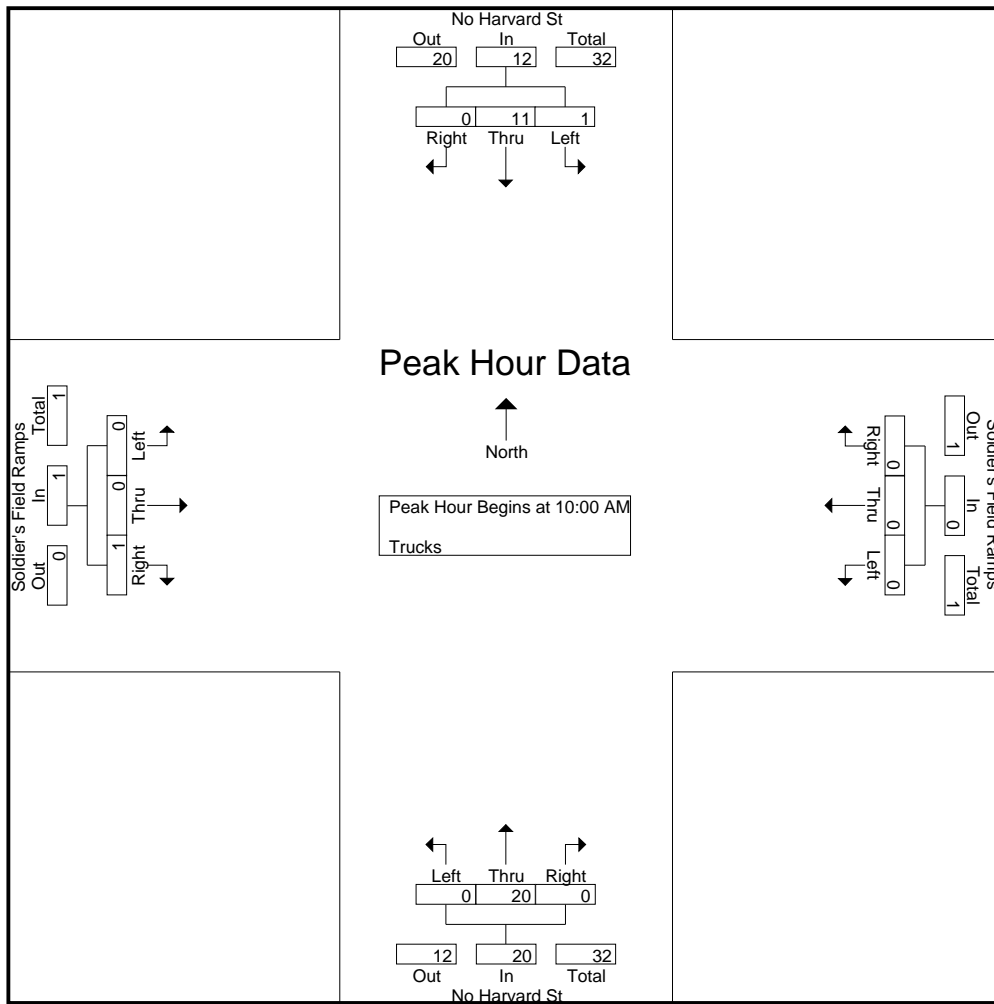 No Harvard St
Out In Total
20 12 32
0 11 1
Right Thru Left
Peak Hour Data
North
Peak Hour Begins at 10:00 AM
Trucks
Soldier's Field Ramps
Out In Total
0 1 1
Right Thru Left
1 0 0
Soldier's Field Ramps
Out In Total
1 0 1
Right Thru Left
0 0 0
Left Thru Right
0 20 0
12 20 32
Out In Total
No Harvard St